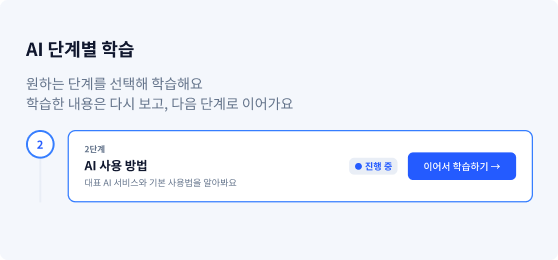 AI 단계별 학습
원하는 단계를 선택해 학습해요
학습한 내용은 다시 보고, 다음 단계로 이어가요
2
2단계
AI 사용 방법
대표 AI 서비스와 기본 사용법을 알아봐요
진행 중
이어서 학습하기 →